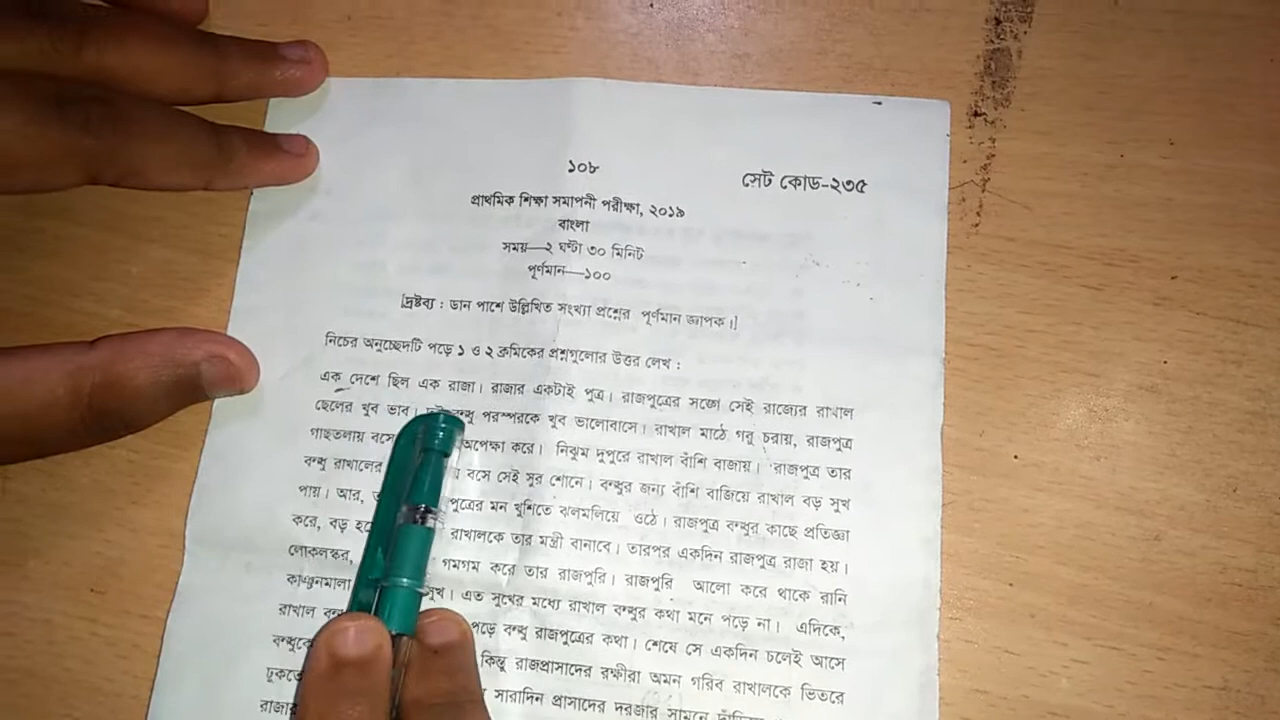 ১০৮
সেট কোড-২৩৫
প্রাথমিক শিক্ষা সমাপনী পরীক্ষা, ২০১৯
বাংলা
সময়—২ ঘণ্টা ৩০ মিনিট
পূর্ণমান—১০০
[দ্রষ্টব্য : ডান পাশে উল্লিখিত সংখ্যা প্রশ্নের পূর্ণমান জ্ঞাপক।]
নিচের অনুচ্ছেদটি পড়ে ১ ও ২ ক্রমিকের প্রশ্নগুলোর উত্তর লেখ :
এক দেশে ছিল এক রাজা। রাজার একটাই পুত্র। রাজপুত্রের সঙ্গে সেই রাজ্যের রাখাল
ছেলের খুব ভাব। দুই বন্ধু পরস্পরকে খুব ভালোবাসে। রাখাল মাঠে গরু চরায়, রাজপুত্র
গাছতলায় বসে অপেক্ষা করে। নিঝুম দুপুরে রাখাল বাঁশি বাজায়। রাজপুত্র তার
বন্ধু রাখালের বসে সেই সুর শোনে। বন্ধুর জন্য বাঁশি বাজিয়ে রাখাল বড় সুখ
পায়। আর, পুত্রের মন খুশিতে ঝলমলিয়ে ওঠে। রাজপুত্র বন্ধুর কাছে প্রতিজ্ঞা
করে, বড় রাখালকে তার মন্ত্রী বানাবে। তারপর একদিন রাজপুত্র রাজা হয়।
লোকলস্কর, গমগম করে তার রাজপুরি। রাজপুরি আলো করে থাকে রানি
কাঞ্চনমালা সুখ। এত সুখের মধ্যে রাখাল বন্ধুর কথা মনে পড়ে না। এদিকে,
রাখাল পড়ে বন্ধু রাজপুত্রের কথা। শেষে সে একদিন চলেই আসে
কিন্তু রাজপ্রাসাদের রক্ষীরা অমন গরিব রাখালকে ভিতরে
ঢুকতে সারাদিন প্রাসাদের দরজার সামনে
রাজার